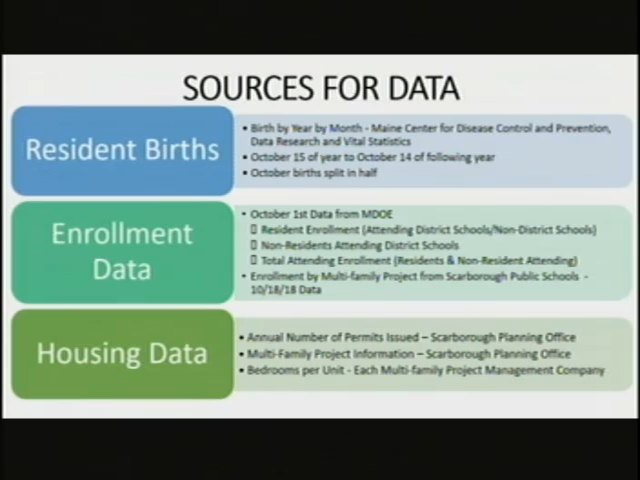 SOURCES FOR DATA
Resident Births
• Birth by Year by Month - Maine Center for Disease Control and Prevention,
Data Research and Vital Statistics
• October 15 of year to October 14 of following year
• October births split in half
Enrollment
Data
• October 1st Data from MDOE
▯ Resident Enrollment (Attending District Schools/Non-District Schools)
▯ Non-Residents Attending District Schools
▯ Total Attending Enrollment (Residents & Non-Resident Attending)
• Enrollment by Multi-family Project from Scarborough Public Schools -
10/18/18 Data
Housing Data
• Annual Number of Permits Issued – Scarborough Planning Office
• Multi-Family Project Information – Scarborough Planning Office
• Bedrooms per Unit - Each Multi-family Project Management Company